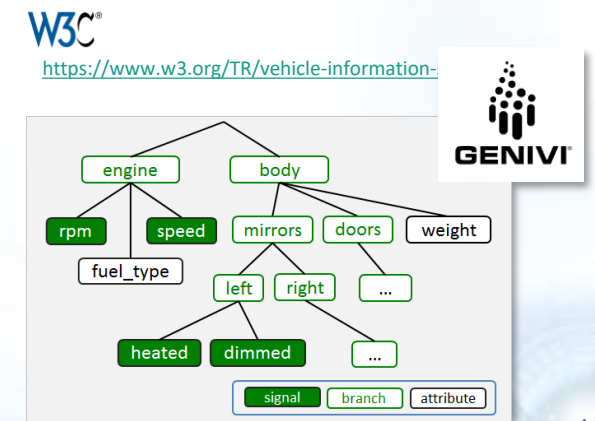 W3C®
https://www.w3.org/TR/vehicle-information-
GENIVI
engine body
rpm speed mirrors doors weight
fuel_type
left right ...
heated dimmed ...
signal branch attribute